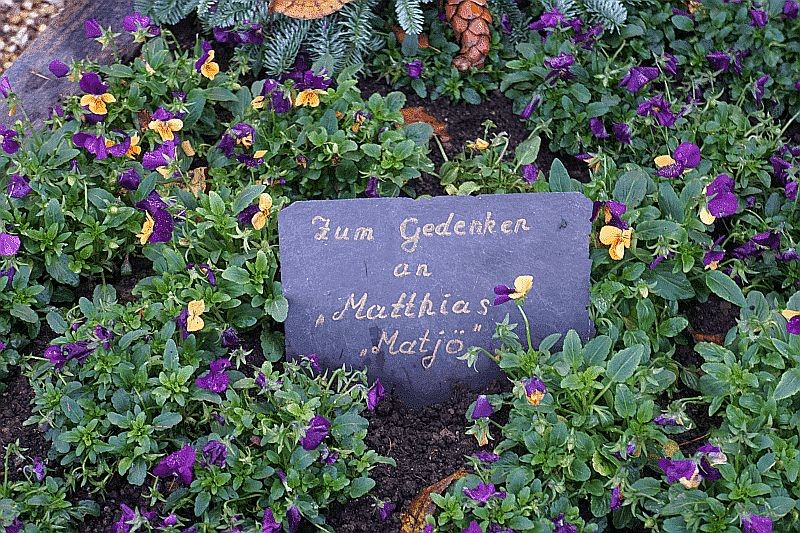 Zum Gedenken
an
„Matthias
„Matjö"